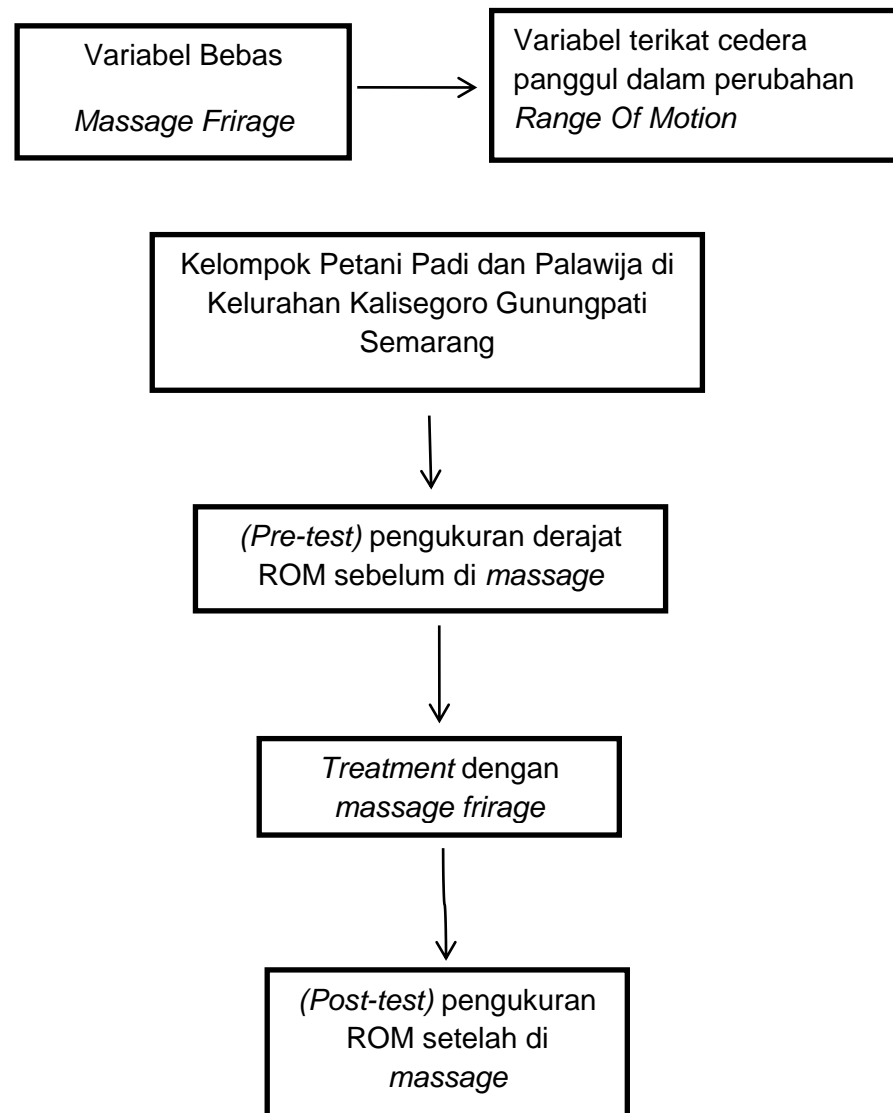 Variabel Bebas
Massage Frirage
Variabel terikat cedera
panggul dalam perubahan
Range Of Motion
Kelompok Petani Padi dan Palawija di
Kelurahan Kalisegoro Gunungpati
Semarang
(Pre-test) pengukuran derajat
ROM sebelum di massage
Treatment dengan
massage frirage
(Post-test) pengukuran
ROM setelah di
massage